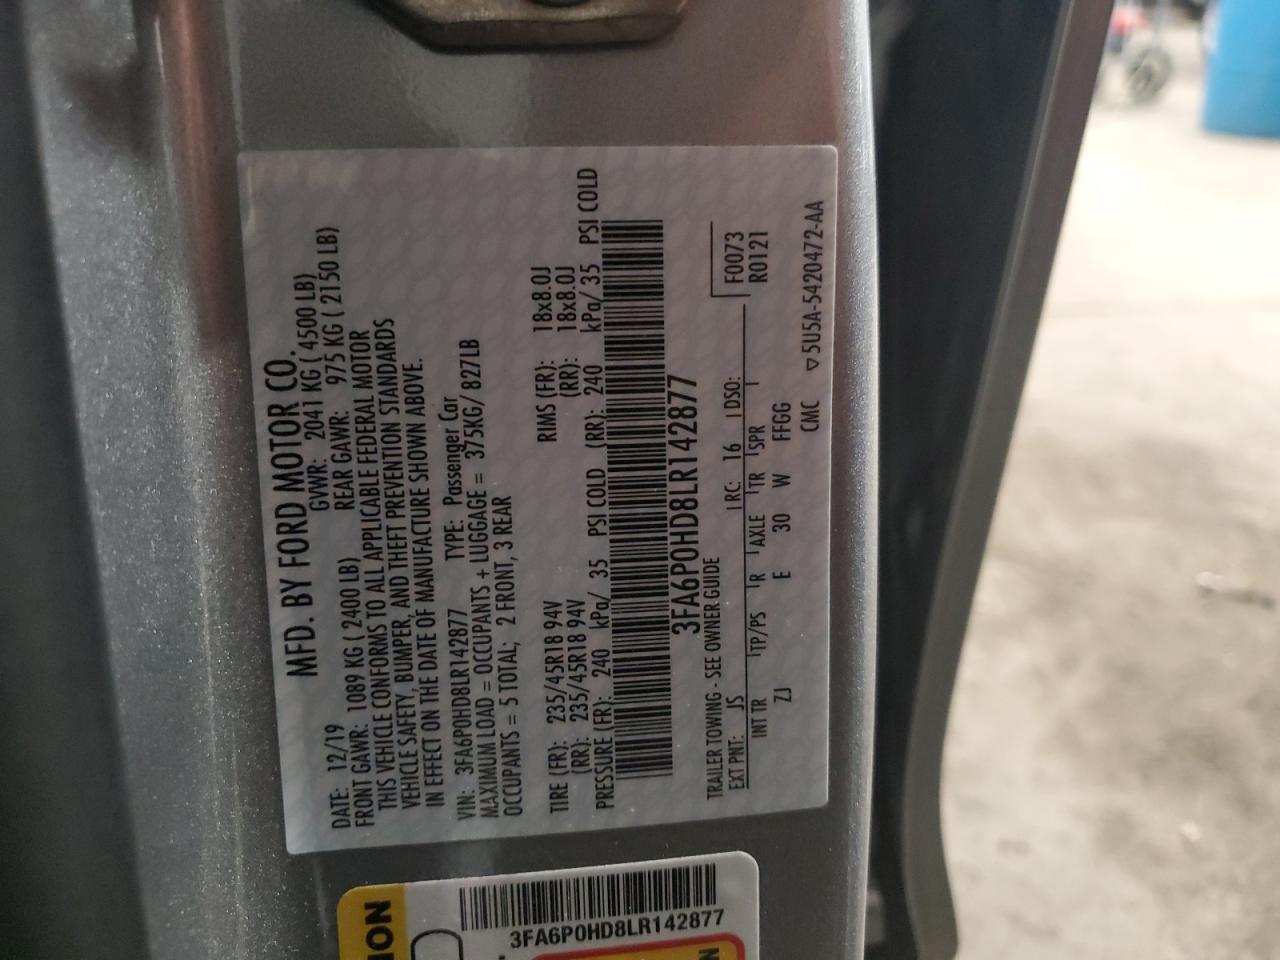 MFD. BY FORD MOTOR CO.
DATE: 12/19 GVWR: 2041 KG ( 4500 LB)
FRONT GAWR: 1089 KG ( 2400 LB) REAR GAWR: 975 KG ( 2150 LB)
THIS VEHICLE CONFORMS TO ALL APPLICABLE FEDERAL MOTOR
VEHICLE SAFETY, BUMPER, AND THEFT PREVENTION STANDARDS
IN EFFECT ON THE DATE OF MANUFACTURE SHOWN ABOVE.
VIN: 3FA6P0HD8LR142877 TYPE: Passenger Car
MAXIMUM LOAD = OCCUPANTS + LUGGAGE = 375KG/ 827LB
OCCUPANTS = 5 TOTAL; 2 FRONT, 3 REAR
TIRE (FR): 235/45R18 94V RIMS (FR): 18x8.0J
(RR): 235/45R18 94V (RR): 18x8.0J
PRESSURE (FR): 240 kPa/ 35 PSI COLD (RR): 240 kPa/ 35 PSI COLD
3FA6P0HD8LR142877
TRAILER TOWING - SEE OWNER GUIDE F0073
EXT PNT: JS RC: 16 DSO: R0121
INT TR TP/PS R AXLE TR SPR
ZJ E 30 W FFGG
CMC ▽5U5A-5420472-AA
ION
3FA6P0HD8LR142877